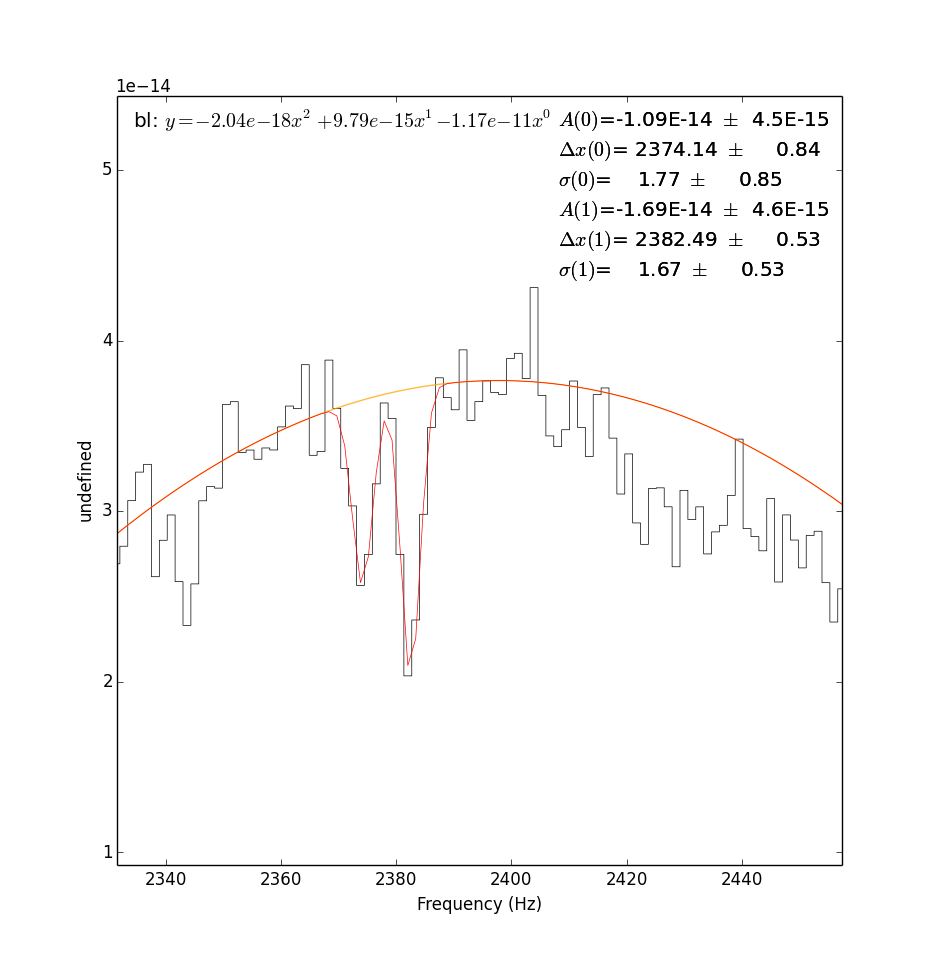 1e−14
bl: y=−2.04e−18x² +9.79e−15x¹ −1.17e−11x⁰
A(0)=-1.09E-14 ± 4.5E-15
Δx(0)= 2374.14 ± 0.84
σ(0)= 1.77 ± 0.85
A(1)=-1.69E-14 ± 4.6E-15
Δx(1)= 2382.49 ± 0.53
σ(1)= 1.67 ± 0.53
5
4
3
2
1
undefined
2340 2360 2380 2400 2420 2440
Frequency (Hz)